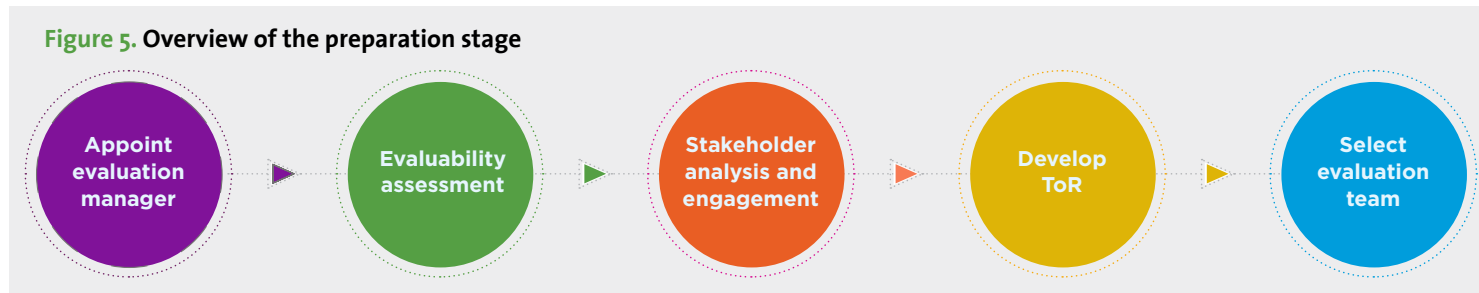 Figure 5. Overview of the preparation stage
Appoint
evaluation
manager
Evaluability
assessment
Stakeholder
analysis and
engagement
Develop
ToR
Select
evaluation
team